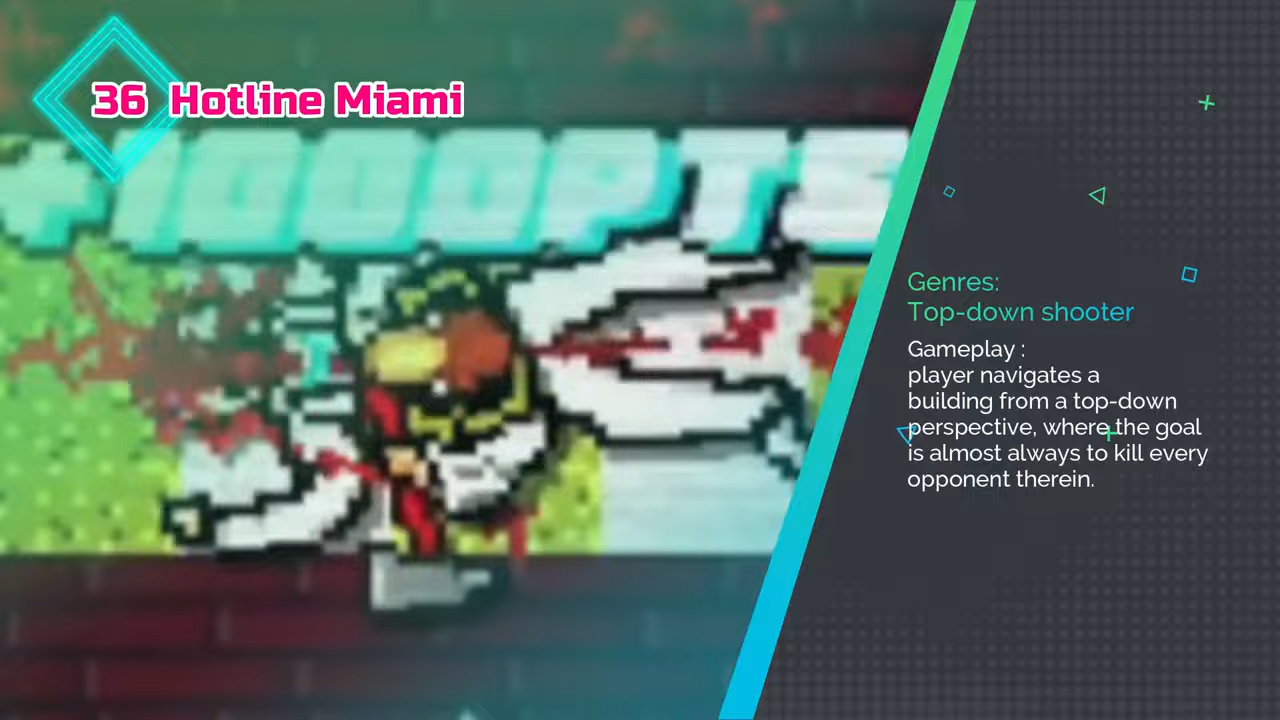 36 Hotline Miami
+1000PTS
Genres:
Top-down shooter
Gameplay :
player navigates a
building from a top-down
perspective, where the goal
is almost always to kill every
opponent therein.